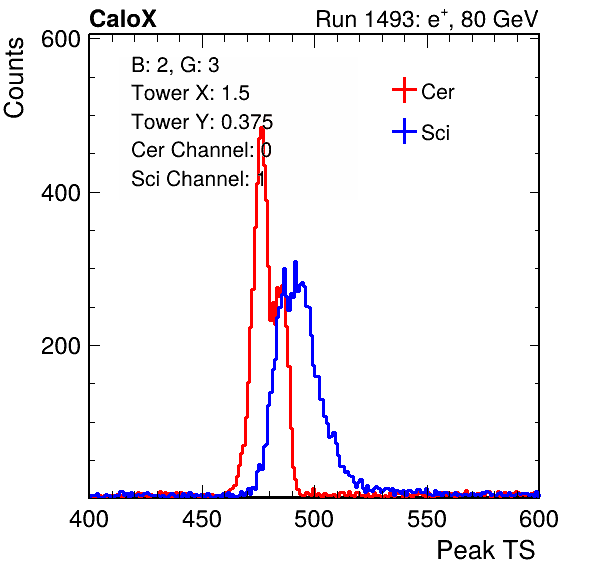 CaloX Run 1493: e⁺, 80 GeV
Counts
600
400
200
B: 2, G: 3
Tower X: 1.5
Tower Y: 0.375
Cer Channel: 0
Sci Channel: 1
Cer
Sci
400 450 500 550 600
Peak TS